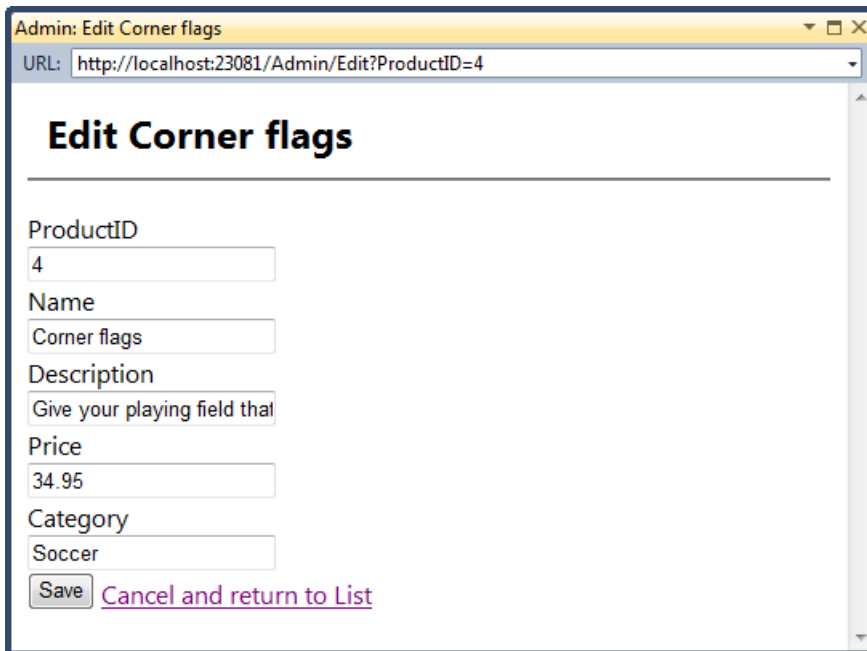 Admin: Edit Corner flags
URL: http://localhost:23081/Admin/Edit?ProductID=4
Edit Corner flags
ProductID
4
Name
Corner flags
Description
Give your playing field that
Price
34.95
Category
Soccer
Save Cancel and return to List